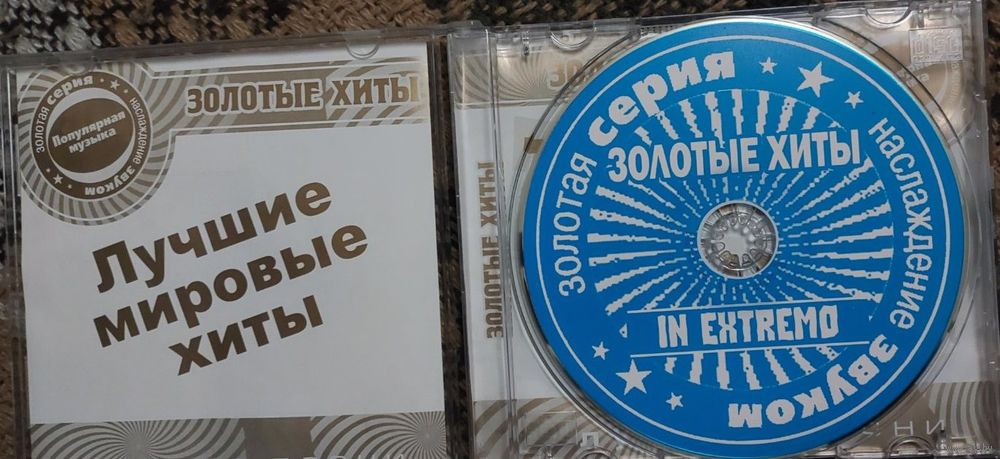 золотая серия
наслаждение звуком
Популярная
музыка
ЗОЛОТЫЕ ХИТЫ
Лучшие
мировые
хиты
ЗОЛОТЫЕ ХИТЫ
золотая серия
наслаждение звуком
ЗОЛОТЫЕ ХИТЫ
IN EXTREMO